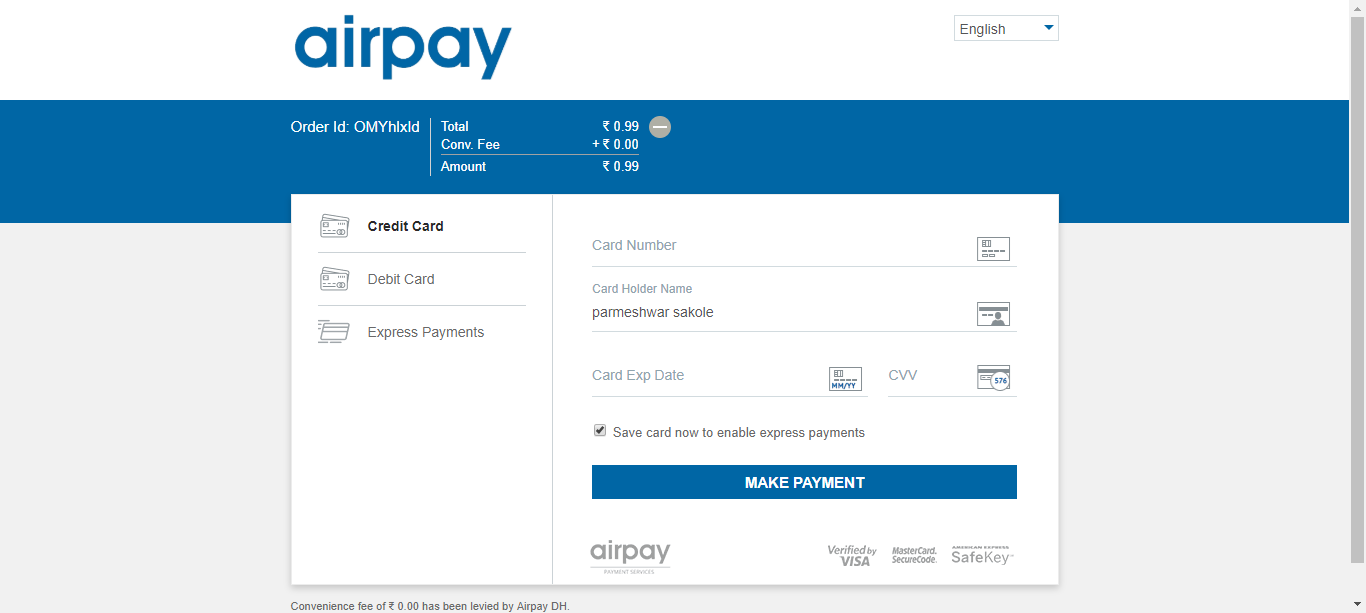 airpay
English
Order Id: OMYhlxld
Total ₹ 0.99
Conv. Fee + ₹ 0.00
Amount ₹ 0.99
Credit Card
Debit Card
Express Payments
Card Number
Card Holder Name
parmeshwar sakole
Card Exp Date
MM/YY
CVV
576
Save card now to enable express payments
MAKE PAYMENT
airpay
PAYMENT SERVICES
Verified by
VISA
MasterCard.
SecureCode.
AMERICAN EXPRESS
SafeKey
Convenience fee of ₹ 0.00 has been levied by Airpay DH.